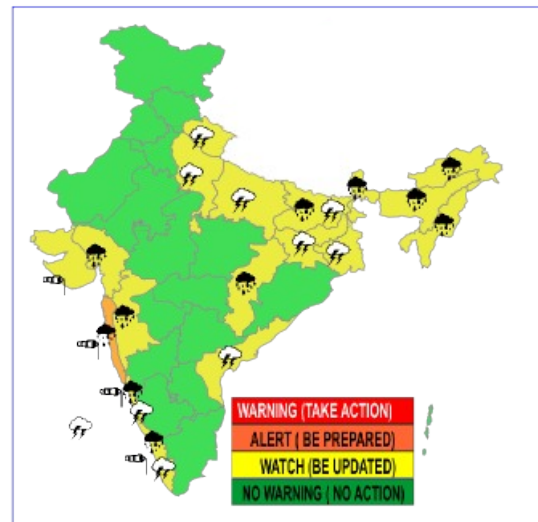 WARNING (TAKE ACTION)
ALERT ( BE PREPARED)
WATCH (BE UPDATED)
NO WARNING ( NO ACTION)